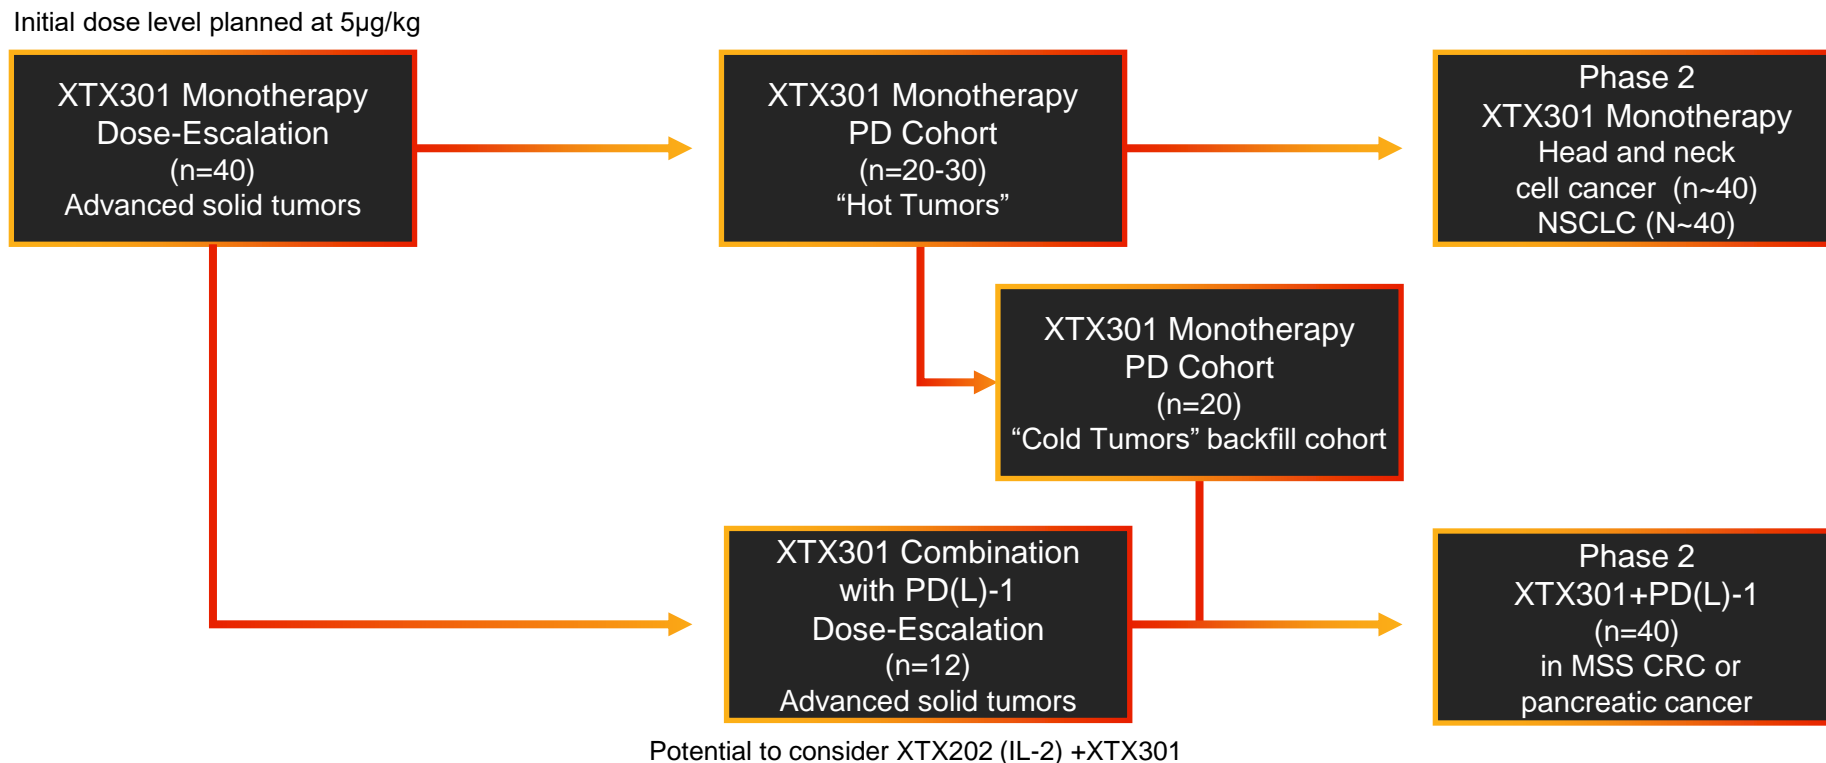 Initial dose level planned at 5µg/kg
XTX301 Monotherapy
Dose-Escalation
(n=40)
Advanced solid tumors
XTX301 Monotherapy
PD Cohort
(n=20-30)
“Hot Tumors”
Phase 2
XTX301 Monotherapy
Head and neck
cell cancer (n~40)
NSCLC (N~40)
XTX301 Monotherapy
PD Cohort
(n=20)
“Cold Tumors” backfill cohort
XTX301 Combination
with PD(L)-1
Dose-Escalation
(n=12)
Advanced solid tumors
Phase 2
XTX301+PD(L)-1
(n=40)
in MSS CRC or
pancreatic cancer
Potential to consider XTX202 (IL-2) +XTX301